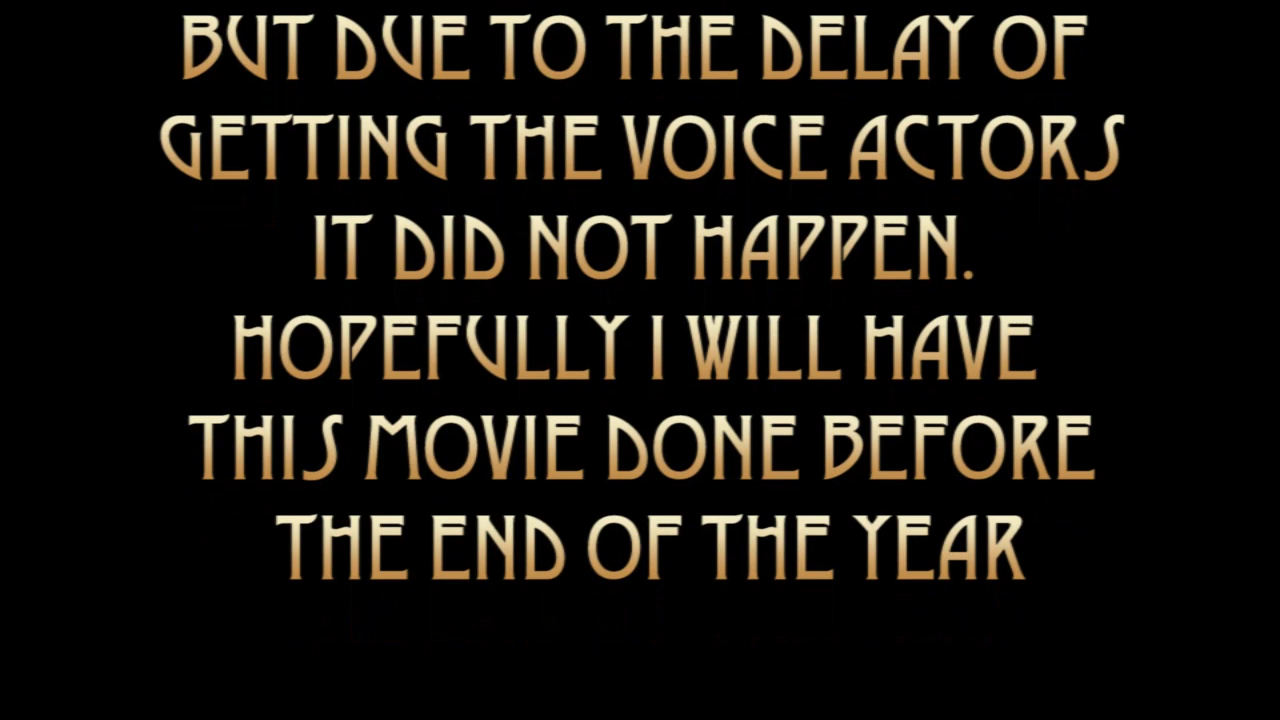 BUT DUE TO THE DELAY OF
GETTING THE VOICE ACTORS
IT DID NOT HAPPEN.
HOPEFULLY I WILL HAVE
THIS MOVIE DONE BEFORE
THE END OF THE YEAR